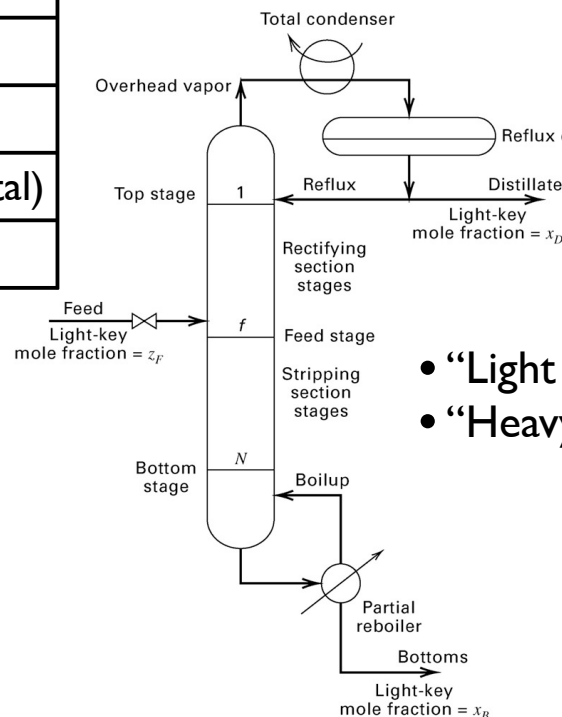 Total condenser
Overhead vapor
Reflux
tal)
Top stage
1
Reflux
Distillate
Light-key
mole fraction = x_D
Rectifying
section
stages
Feed
Light-key
mole fraction = z_F
f
Feed stage
Stripping
section
stages
• “Light
• “Heavy
Bottom
stage
N
Boilup
Partial
reboiler
Bottoms
Light-key
mole fraction = x_B